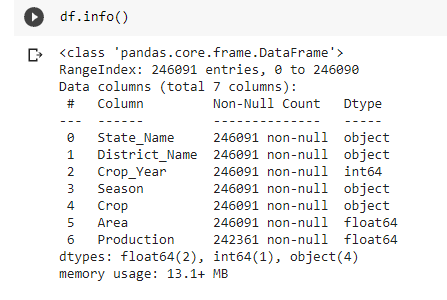 df.info()
<class 'pandas.core.frame.DataFrame'>
RangeIndex: 246091 entries, 0 to 246090
Data columns (total 7 columns):
 #   Column         Non-Null Count   Dtype
---  ------         --------------   -----
 0   State_Name     246091 non-null  object
 1   District_Name  246091 non-null  object
 2   Crop_Year      246091 non-null  int64
 3   Season         246091 non-null  object
 4   Crop           246091 non-null  object
 5   Area           246091 non-null  float64
 6   Production     242361 non-null  float64
dtypes: float64(2), int64(1), object(4)
memory usage: 13.1+ MB